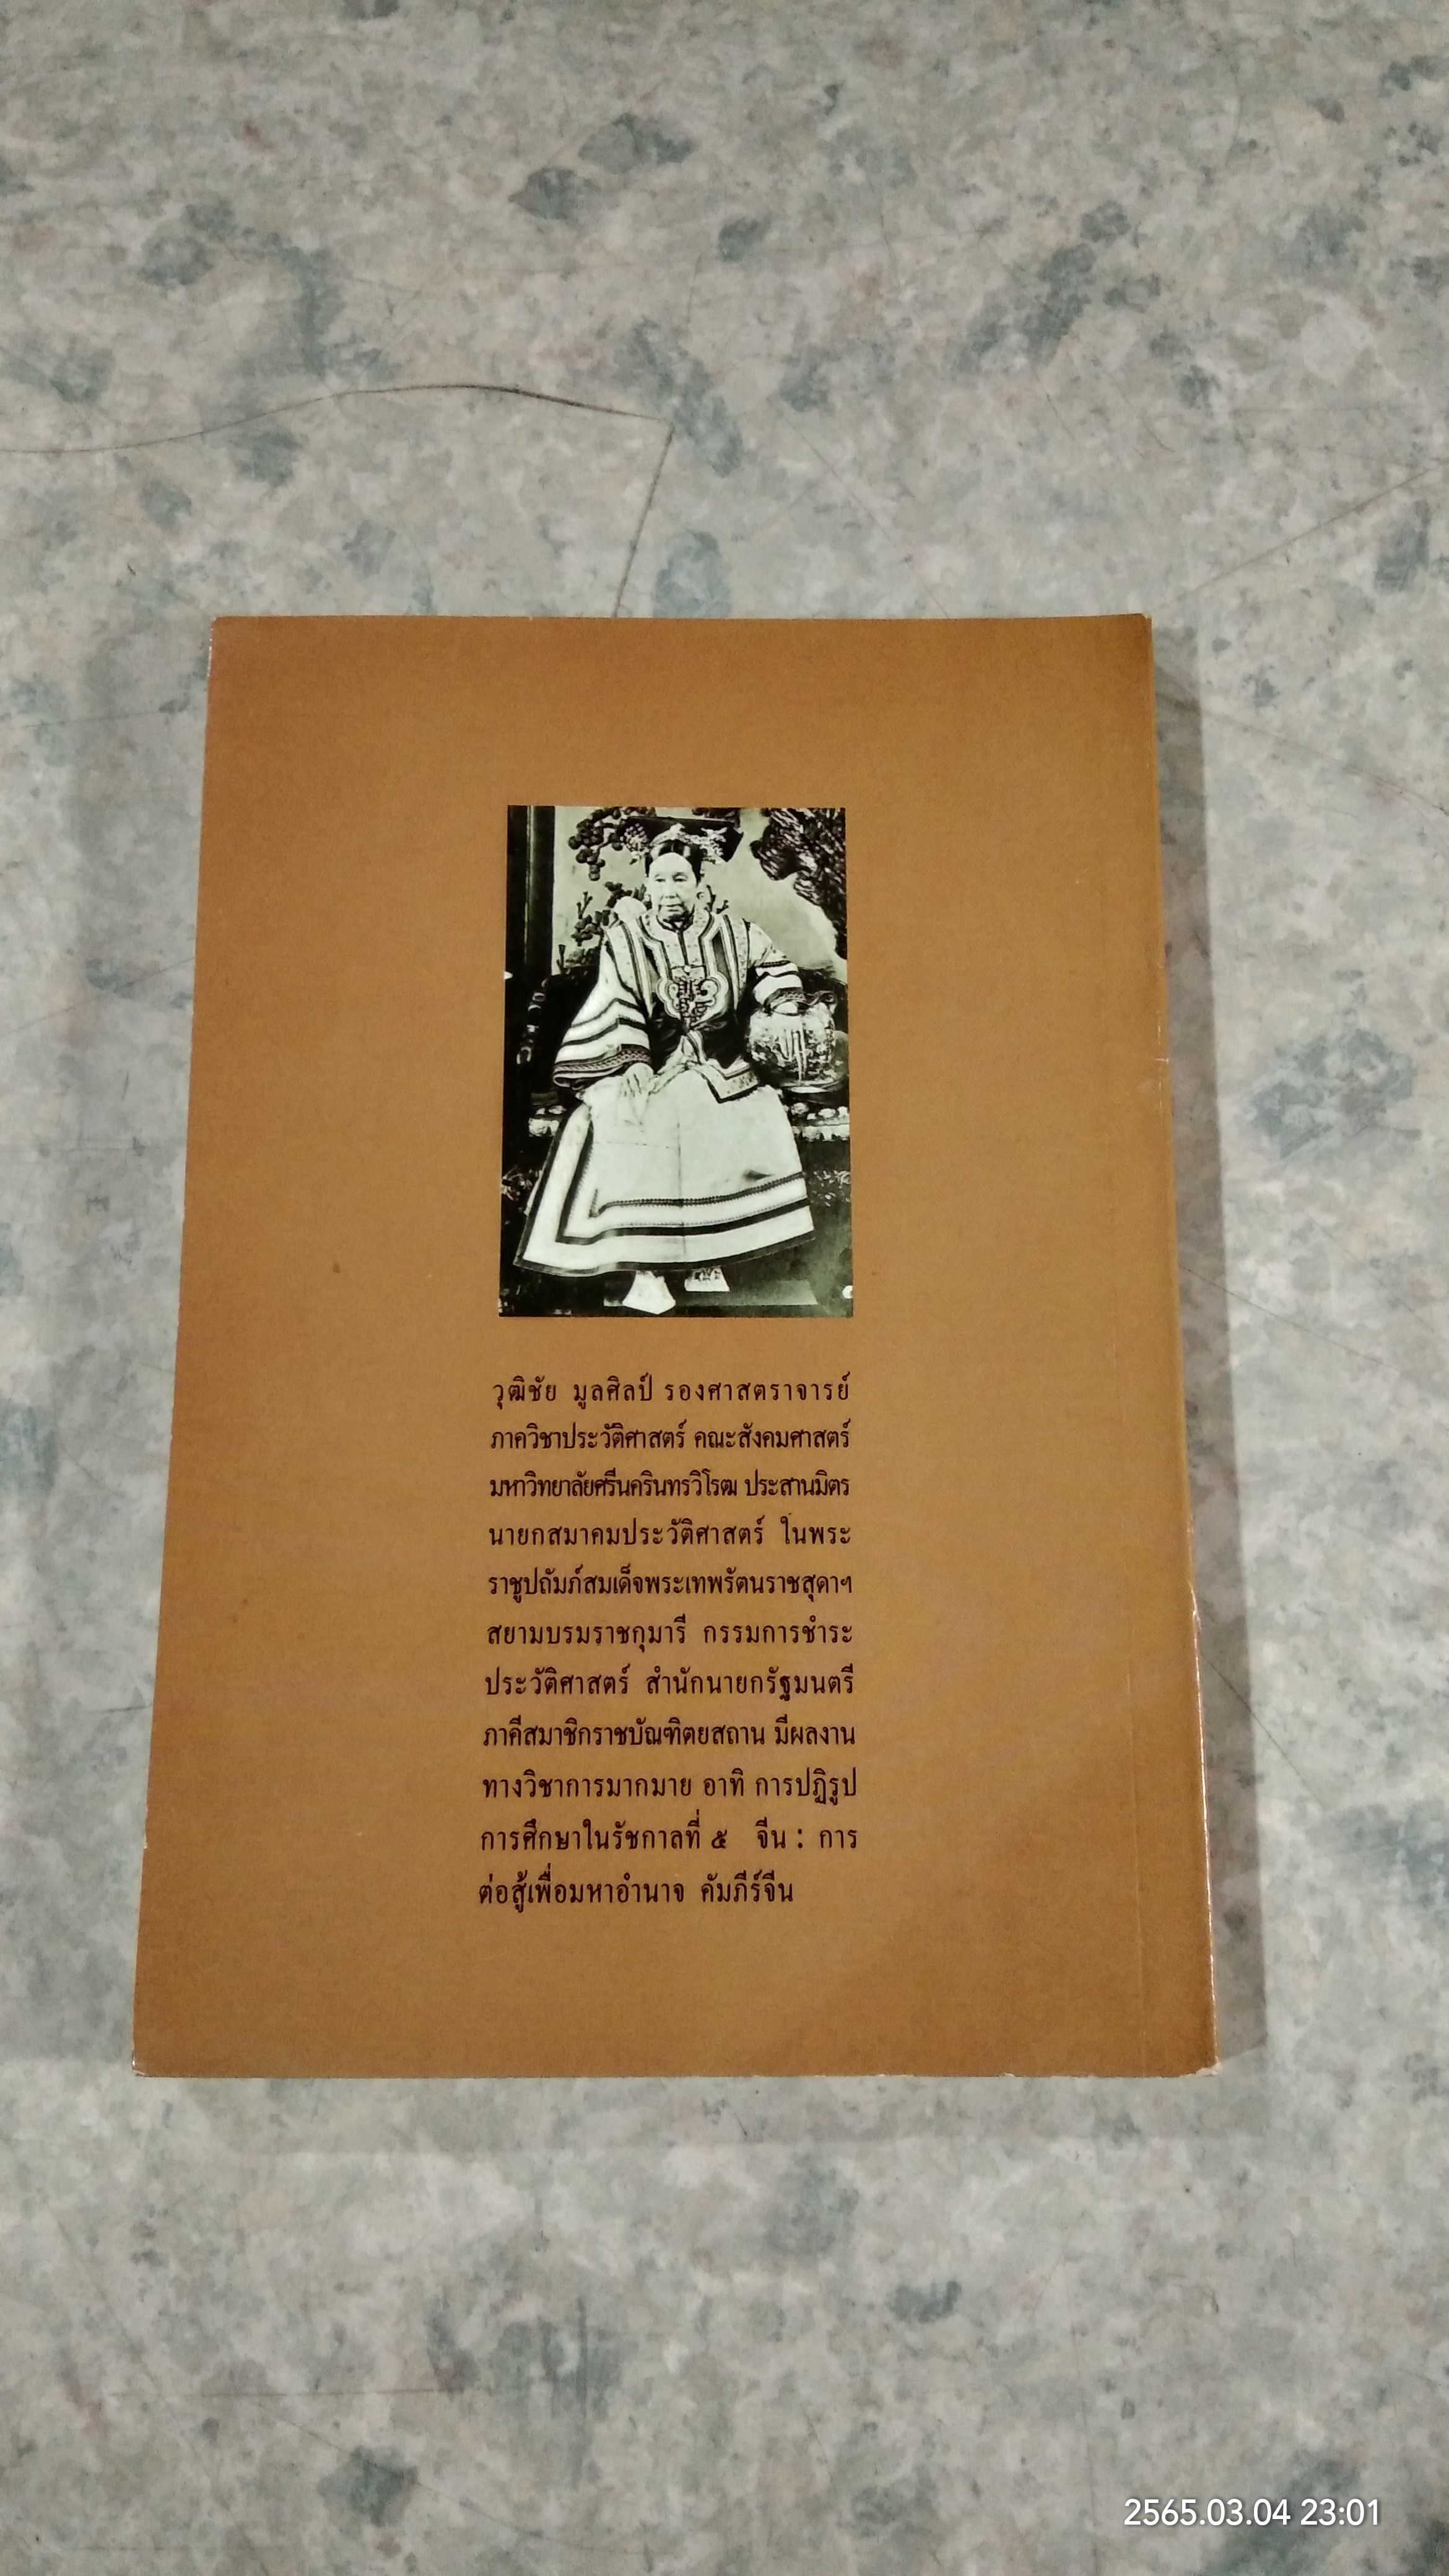 วุฒิชัย มูลศิลป์ รองศาสตราจารย์
ภาควิชาประวัติศาสตร์ คณะสังคมศาสตร์
มหาวิทยาลัยศรีนครินทรวิโรฒ ประสานมิตร
นายกสมาคมประวัติศาสตร์ ในพระ
ราชูปถัมภ์สมเด็จพระเทพรัตนราชสุดาฯ
สยามบรมราชกุมารี กรรมการชำระ
ประวัติศาสตร์ สำนักนายกรัฐมนตรี
ภาคีสมาชิกราชบัณฑิตยสถาน มีผลงาน
ทางวิชาการมากมาย อาทิ การปฏิรูป
การศึกษาในรัชกาลที่ ๕ จีน : การ
ต่อสู้เพื่อมหาอำนาจ คัมภีร์จีน
2565.03.04 23:01